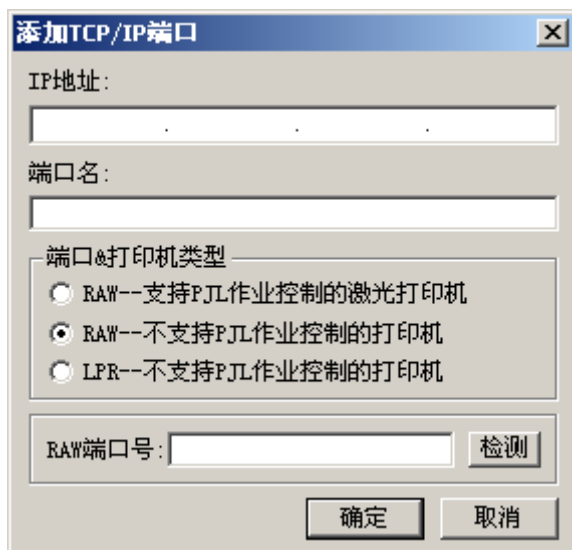 添加TCP/IP端口
IP地址:
. . .
端口名:
端口&打印机类型
RAW--支持PJL作业控制的激光打印机
RAW--不支持PJL作业控制的打印机
LPR--不支持PJL作业控制的打印机
RAW端口号: 检测
确定 取消